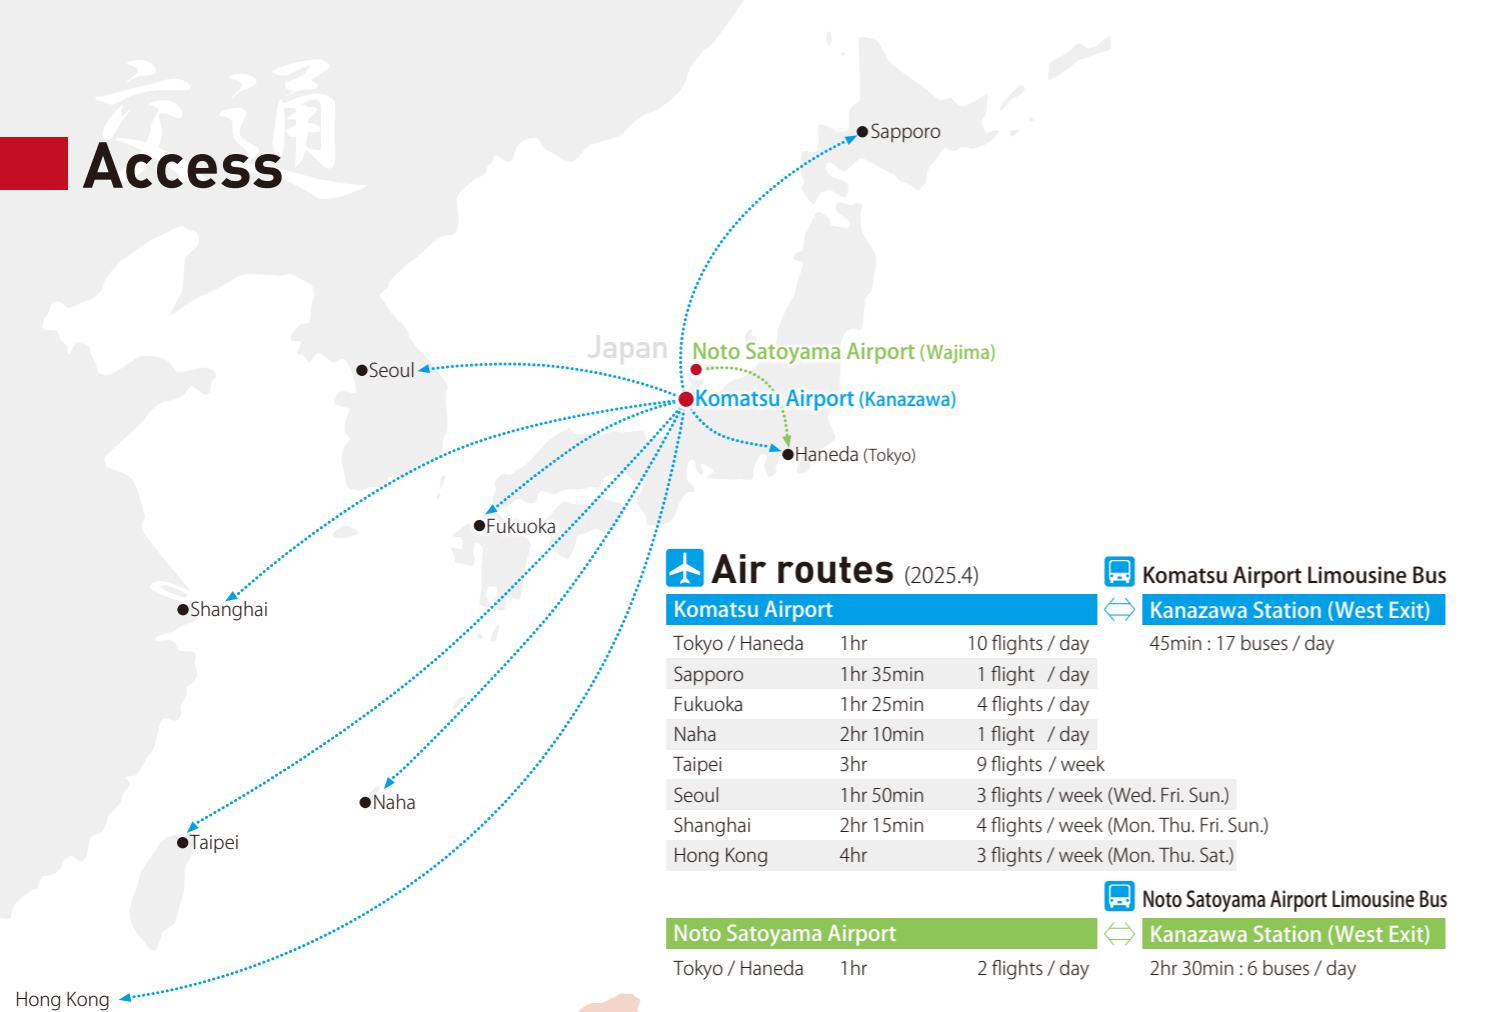 交通
Access
Sapporo
Japan
Noto Satoyama Airport (Wajima)
Seoul
Komatsu Airport (Kanazawa)
Haneda (Tokyo)
Fukuoka
Shanghai
Naha
Taipei
Hong Kong
Air routes (2025.4)
Komatsu Airport Limousine Bus
Komatsu Airport ⇔ Kanazawa Station (West Exit)
Tokyo / Haneda 1hr 10 flights / day 45min : 17 buses / day
Sapporo 1hr 35min 1 flight / day
Fukuoka 1hr 25min 4 flights / day
Naha 2hr 10min 1 flight / day
Taipei 3hr 9 flights / week
Seoul 1hr 50min 3 flights / week (Wed. Fri. Sun.)
Shanghai 2hr 15min 4 flights / week (Mon. Thu. Fri. Sun.)
Hong Kong 4hr 3 flights / week (Mon. Thu. Sat.)
Noto Satoyama Airport Limousine Bus
Noto Satoyama Airport ⇔ Kanazawa Station (West Exit)
Tokyo / Haneda 1hr 2 flights / day 2hr 30min : 6 buses / day